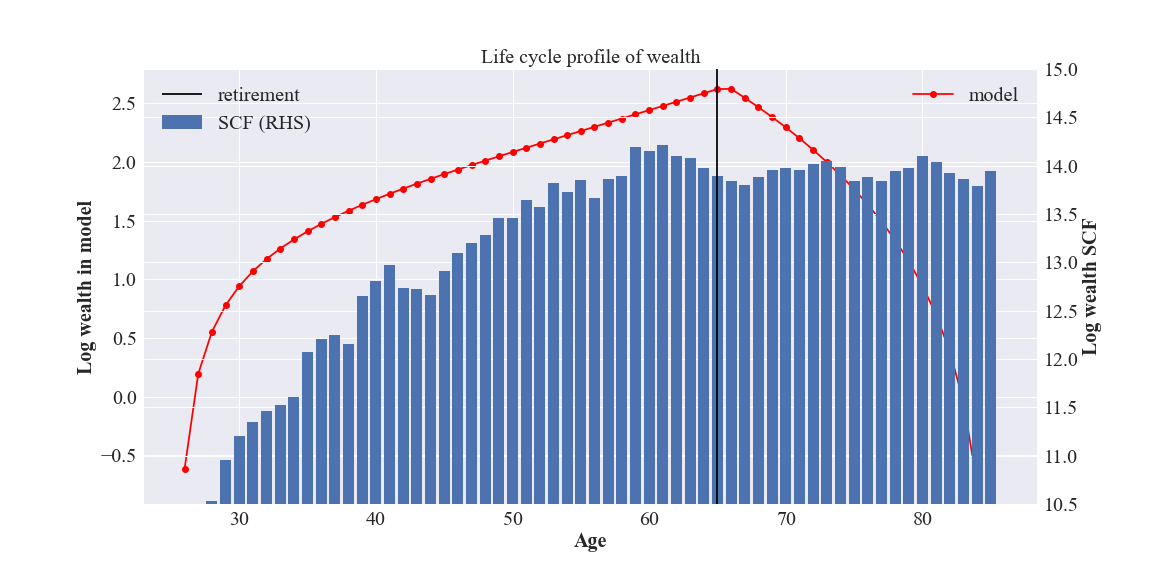 Life cycle profile of wealth
retirement
SCF (RHS)
model
Log wealth in model
2.5
2.0
1.5
1.0
0.5
0.0
−0.5
15.0
14.5
14.0
13.5
13.0
12.5
12.0
11.5
11.0
10.5
Log wealth SCF
30 40 50 60 70 80
Age